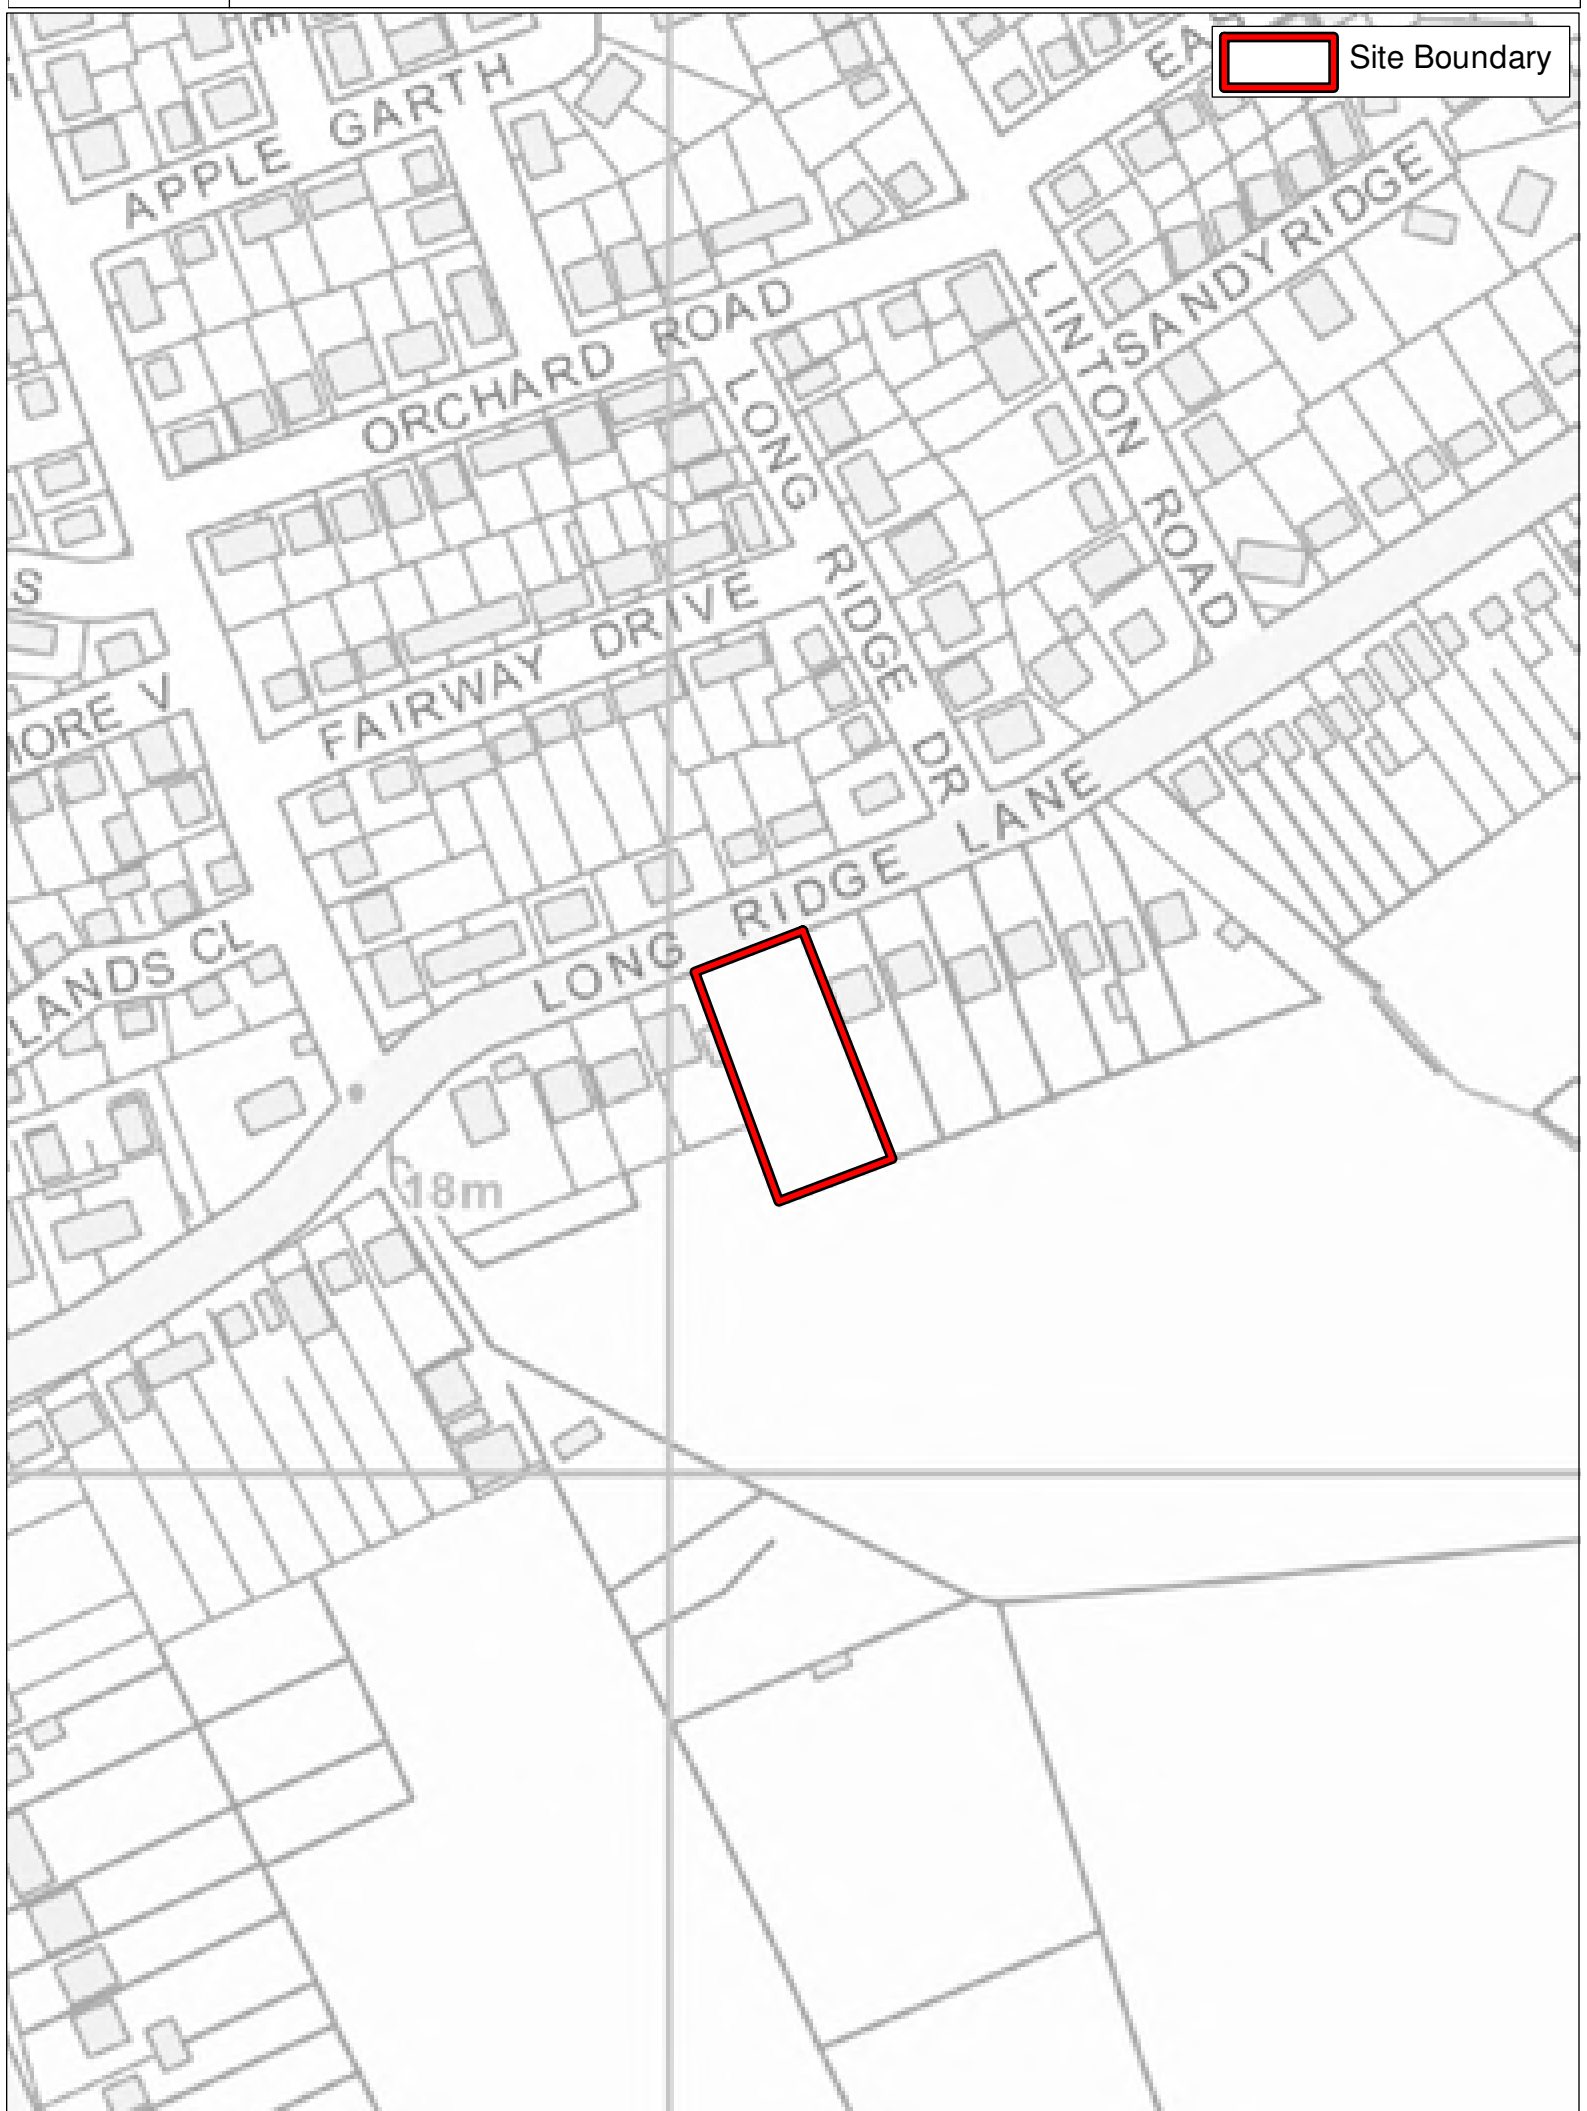 Site Boundary
m
EA
APPLE GARTH
SANDY RIDGE
ORCHARD ROAD
LINTON ROAD
LONG RIDGE DR
S
FAIRWAY DRIVE
MORE V
LONG RIDGE LANE
LANDS CL
18m